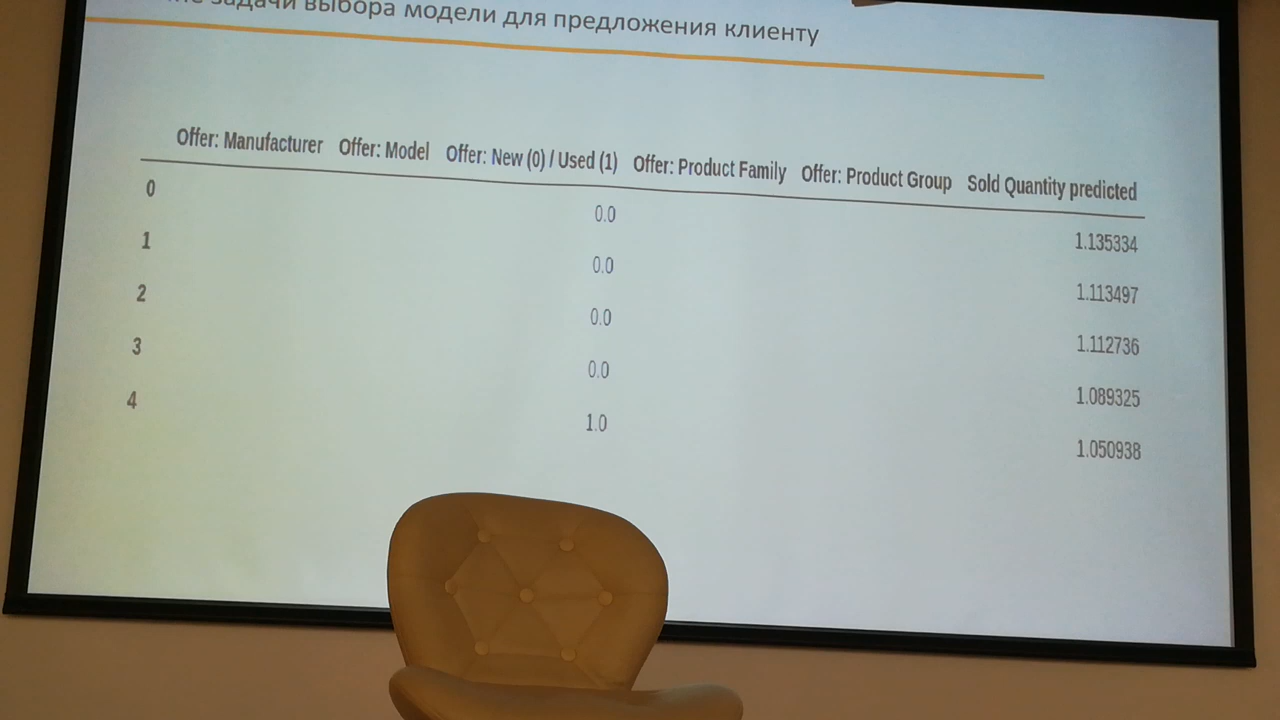 задачи выбора модели для предложения клиенту
Offer: Manufacturer Offer: Model Offer: New (0) / Used (1) Offer: Product Family Offer: Product Group Sold Quantity predicted
0 0.0 1.135334
1 0.0 1.113497
2 0.0 1.112736
3 0.0 1.089325
4 1.0 1.050938